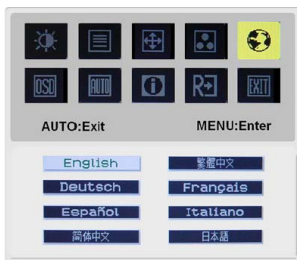 OSD AUTO R EXIT
AUTO:Exit MENU:Enter
English 繁體中文
Deutsch Français
Español Italiano
简体中文 日本語